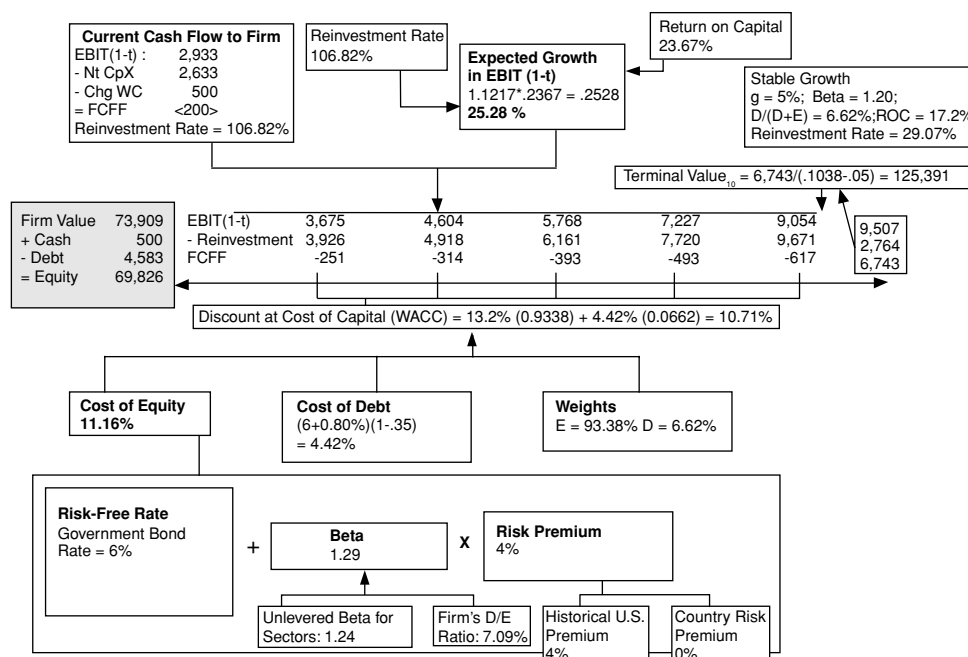 Current Cash Flow to Firm
EBIT(1-t) : 2,933
- Nt CpX 2,633
- Chg WC 500
= FCFF <200>
Reinvestment Rate = 106.82%
Reinvestment Rate
106.82%
Expected Growth
in EBIT (1-t)
1.1217*.2367 = .2528
25.28 %
Return on Capital
23.67%
Stable Growth
g = 5%; Beta = 1.20;
D/(D+E) = 6.62%;ROC = 17.2%
Reinvestment Rate = 29.07%
Terminal Value10 = 6,743/(.1038-.05) = 125,391
Firm Value 73,909
+ Cash 500
- Debt 4,583
= Equity 69,826
EBIT(1-t) 3,675 4,604 5,768 7,227 9,054
- Reinvestment 3,926 4,918 6,161 7,720 9,671
FCFF -251 -314 -393 -493 -617
9,507
2,764
6,743
Discount at Cost of Capital (WACC) = 13.2% (0.9338) + 4.42% (0.0662) = 10.71%
Cost of Equity
11.16%
Cost of Debt
(6+0.80%)(1-.35)
= 4.42%
Weights
E = 93.38% D = 6.62%
Risk-Free Rate
Government Bond
Rate = 6%
+
Beta
1.29
X
Risk Premium
4%
Unlevered Beta for
Sectors: 1.24
Firm's D/E
Ratio: 7.09%
Historical U.S.
Premium
4%
Country Risk
Premium
0%